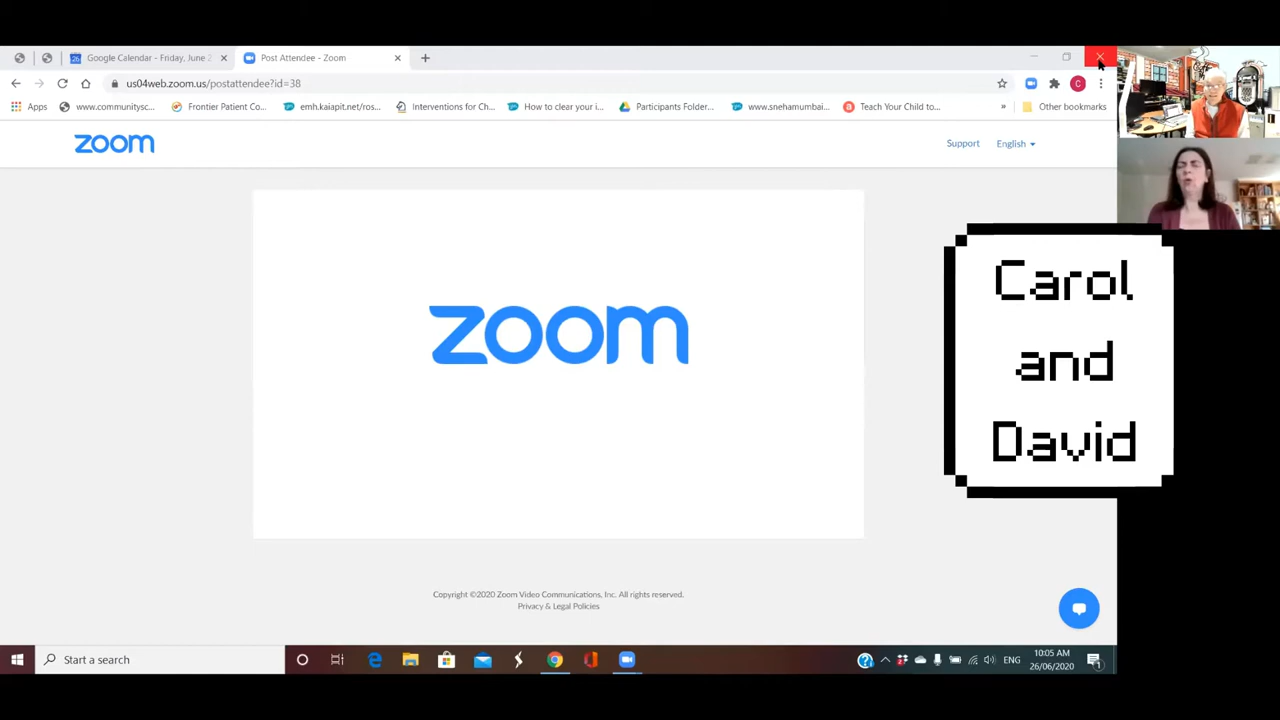 Google Calendar - Friday, June 2
Post Attendee - Zoom
us04web.zoom.us/postattendee?id=38
C
Apps
www.communitysc...
Frontier Patient Co...
emh.kaiapit.net/ros...
Interventions for Ch...
How to clear your i...
Participants Folder...
www.snehamumbai...
Teach Your Child to...
»
Other bookmarks
zoom
Support
English
zoom
Carol
and
David
Copyright ©2020 Zoom Video Communications, Inc. All rights reserved.
Privacy & Legal Policies
Start a search
ENG
10:05 AM
26/06/2020
1